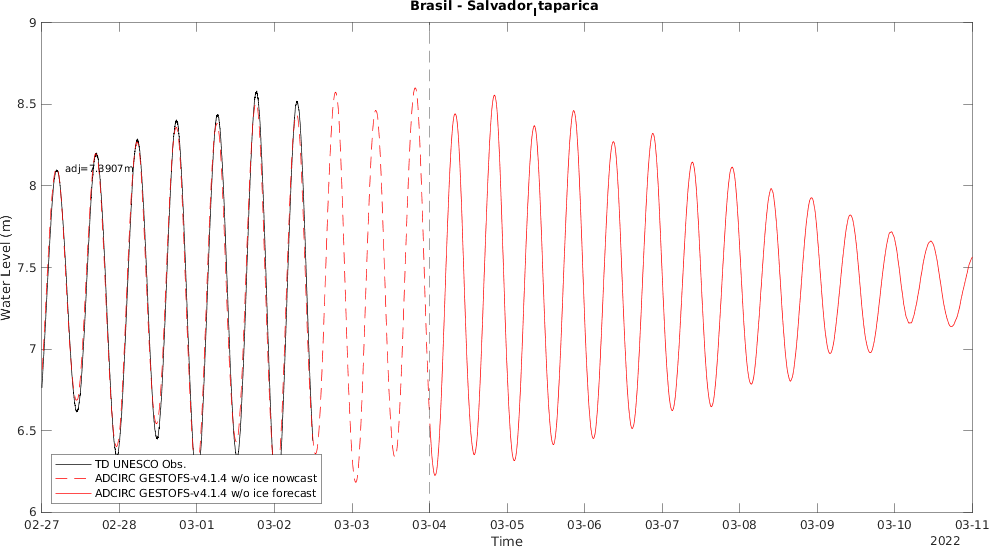 Brasil - Salvador_Itaparica
9
8.5
8
7.5
7
6.5
6
Water Level (m)
adj=7.3907m
TD UNESCO Obs.
ADCIRC GESTOFS-v4.1.4 w/o ice nowcast
ADCIRC GESTOFS-v4.1.4 w/o ice forecast
02-27 02-28 03-01 03-02 03-03 03-04 03-05 03-06 03-07 03-08 03-09 03-10 03-11
Time
2022